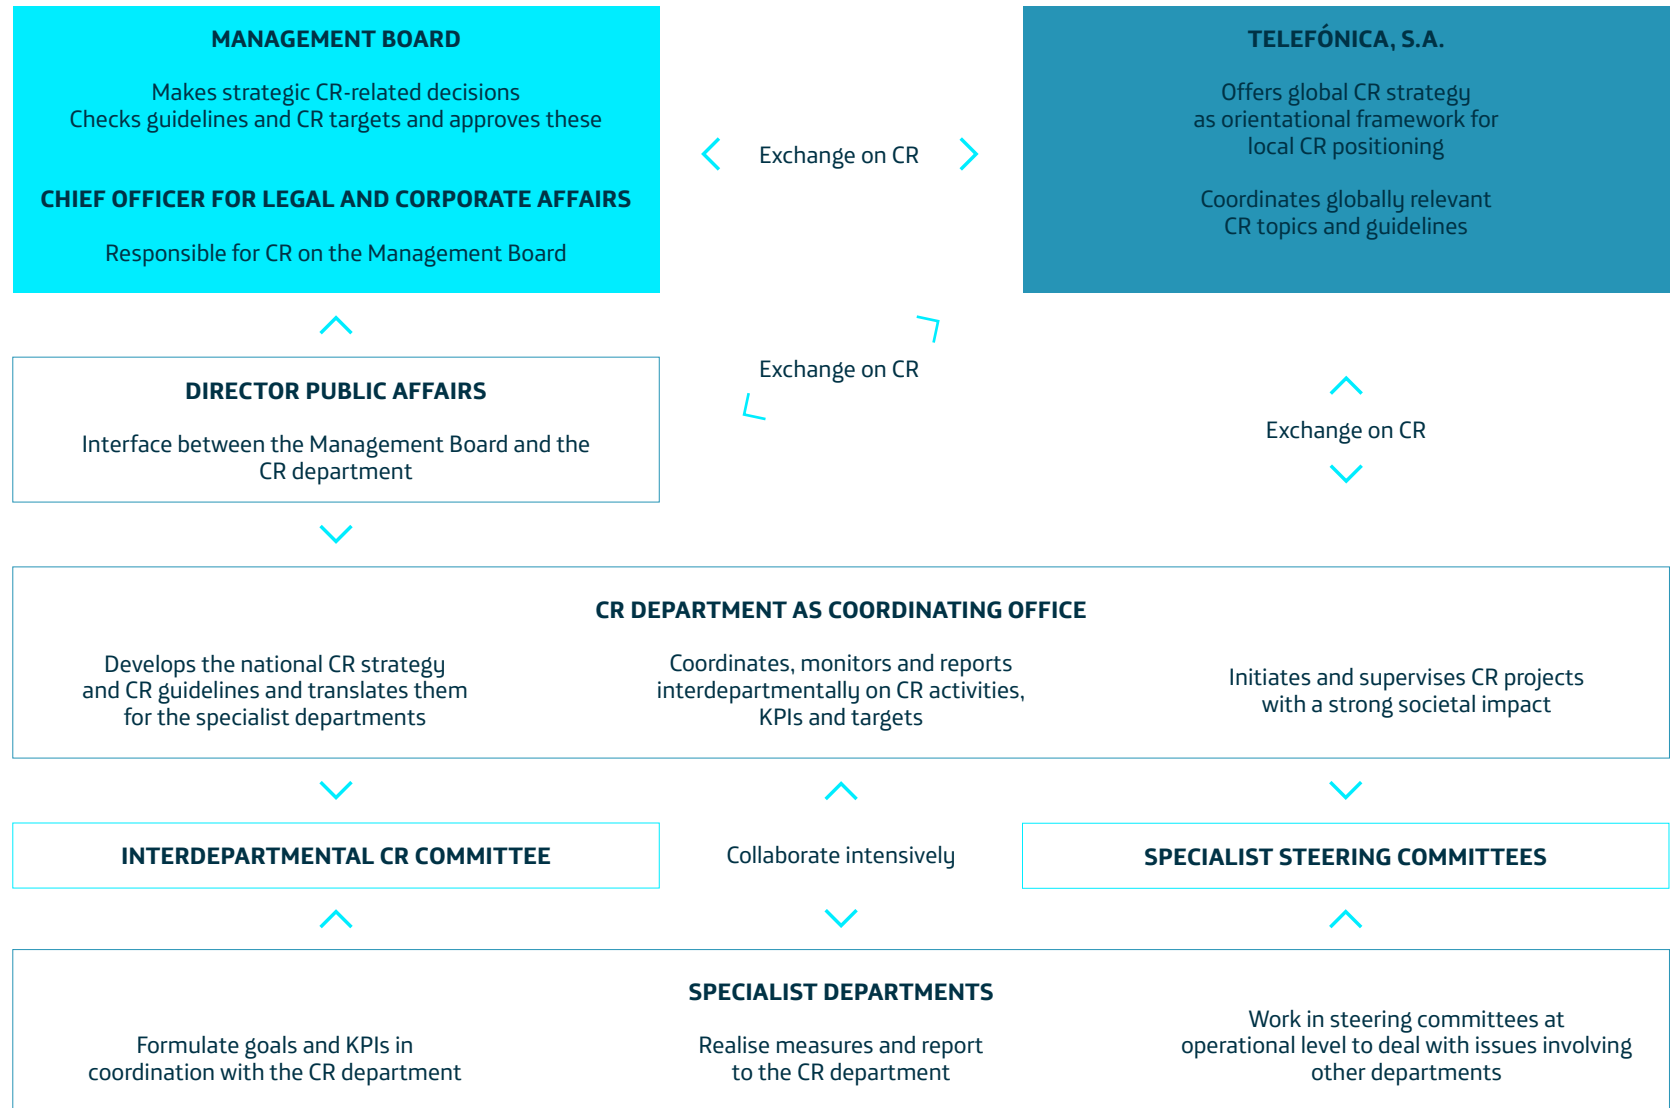 MANAGEMENT BOARD
Makes strategic CR-related decisions
Checks guidelines and CR targets and approves these
CHIEF OFFICER FOR LEGAL AND CORPORATE AFFAIRS
Responsible for CR on the Management Board
Exchange on CR
TELEFÓNICA, S.A.
Offers global CR strategy
as orientational framework for
local CR positioning
Coordinates globally relevant
CR topics and guidelines
DIRECTOR PUBLIC AFFAIRS
Interface between the Management Board and the
CR department
Exchange on CR
Exchange on CR
CR DEPARTMENT AS COORDINATING OFFICE
Develops the national CR strategy
and CR guidelines and translates them
for the specialist departments
Coordinates, monitors and reports
interdepartmentally on CR activities,
KPIs and targets
Initiates and supervises CR projects
with a strong societal impact
INTERDEPARTMENTAL CR COMMITTEE
Collaborate intensively
SPECIALIST STEERING COMMITTEES
SPECIALIST DEPARTMENTS
Formulate goals and KPIs in
coordination with the CR department
Realise measures and report
to the CR department
Work in steering committees at
operational level to deal with issues involving
other departments